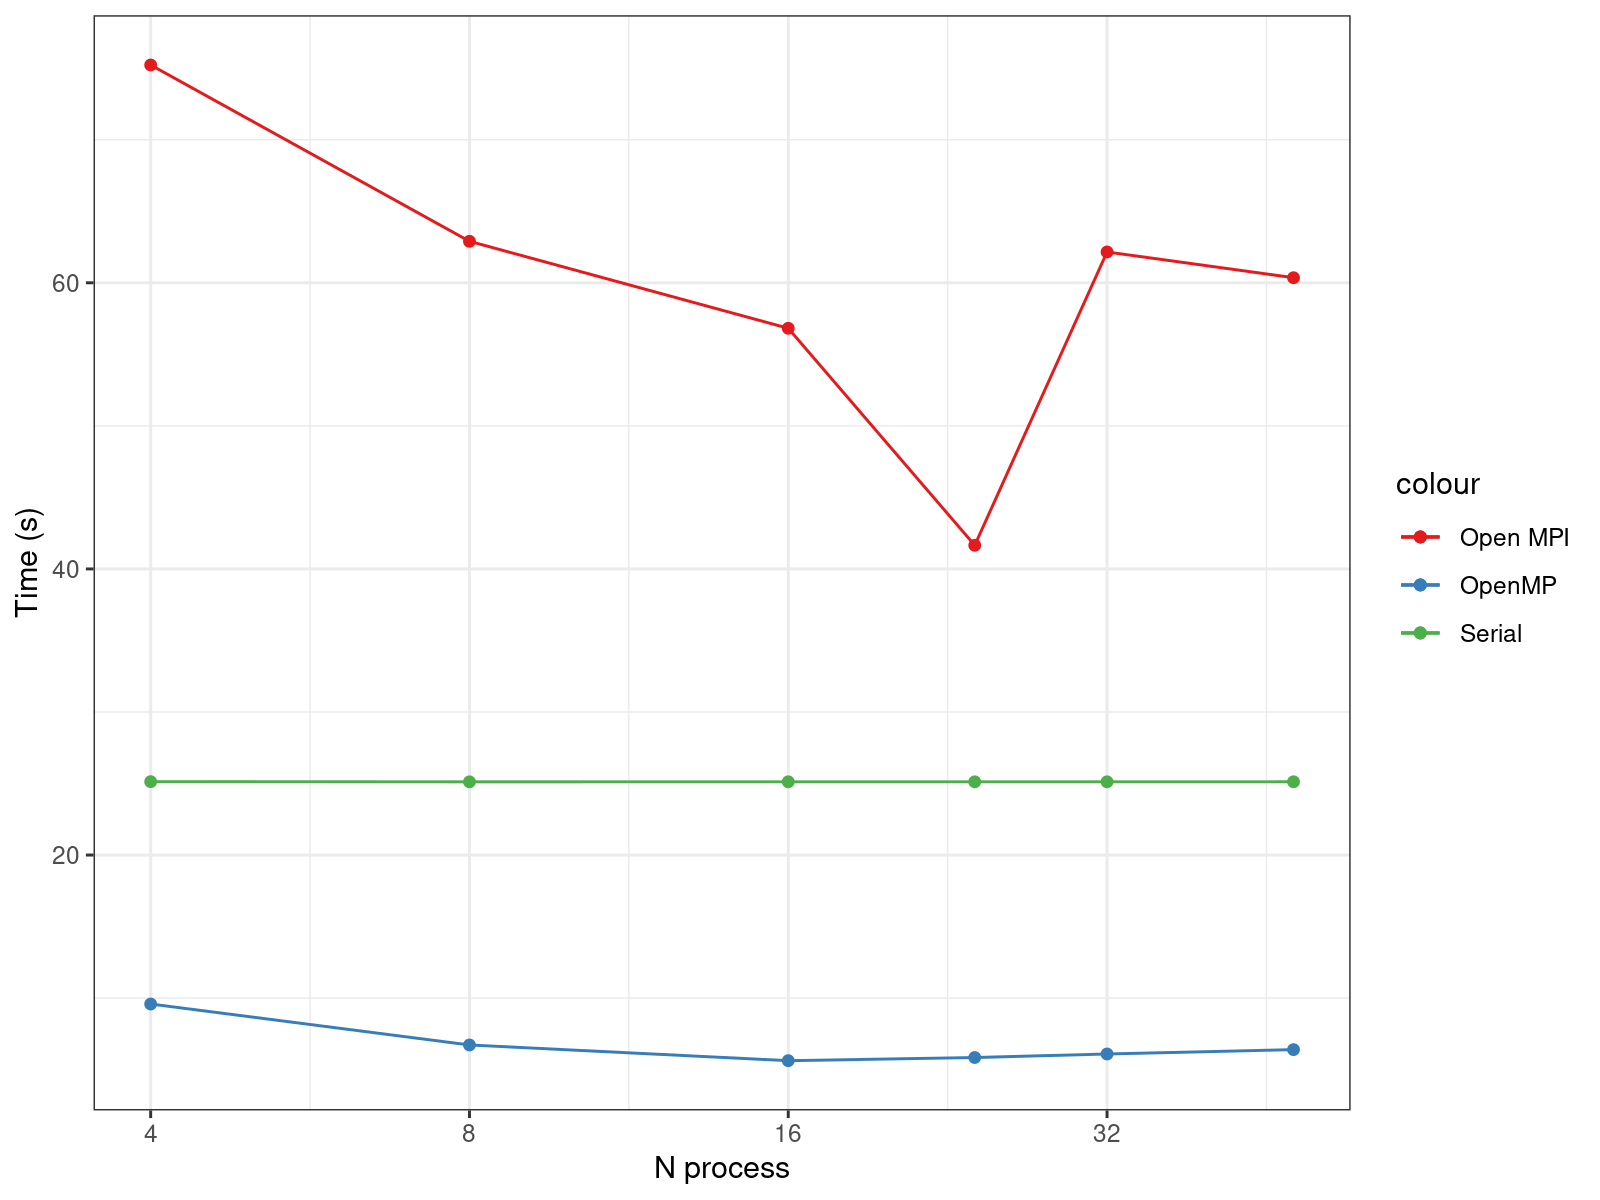 Time (s)
60
40
20
4 8 16 32
N process
colour
Open MPI
OpenMP
Serial